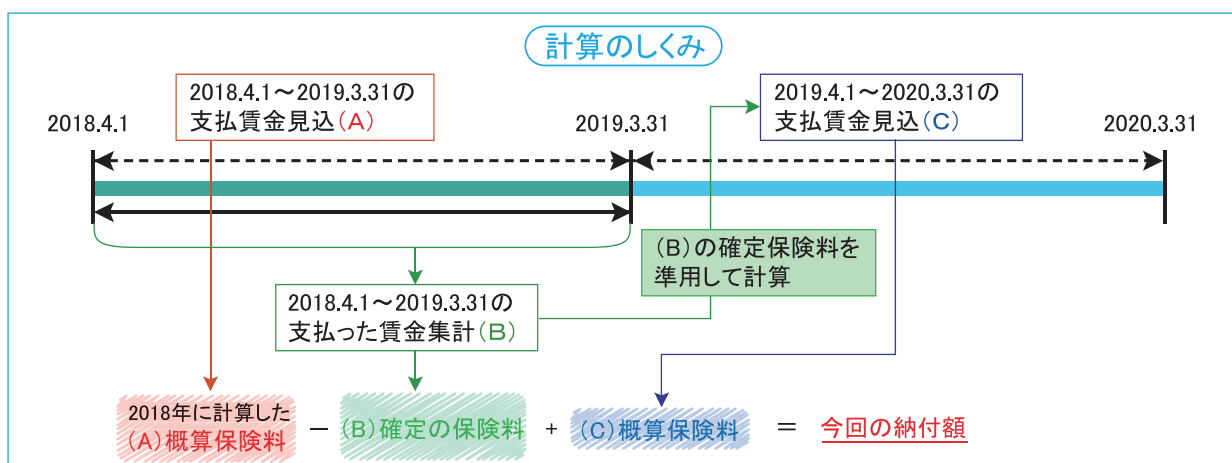 計算のしくみ
2018.4.1～2019.3.31の
支払賃金見込(A)
2019.4.1～2020.3.31の
支払賃金見込(C)
2018.4.1
2019.3.31
2020.3.31
(B)の確定保険料を
準用して計算
2018.4.1～2019.3.31の
支払った賃金集計(B)
2018年に計算した
(A)概算保険料 － (B)確定の保険料 + (C)概算保険料 ＝ 今回の納付額